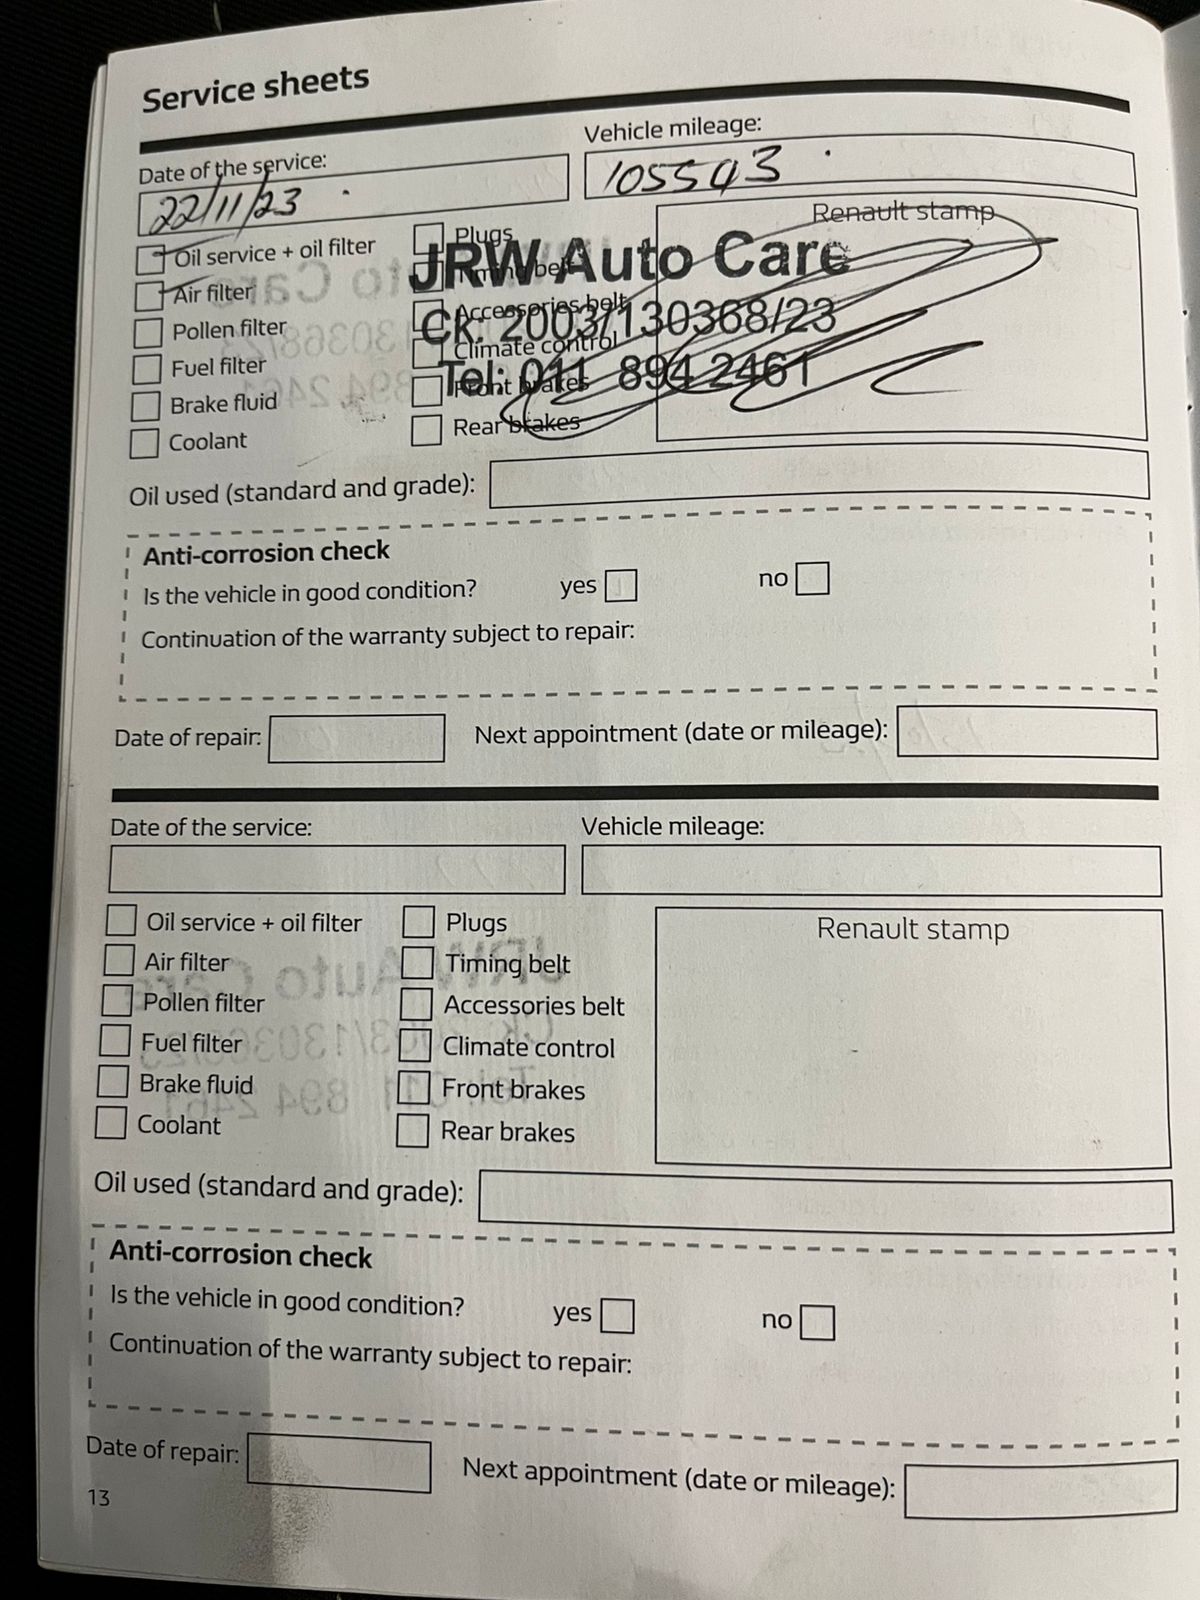 Service sheets
Date of the service:
Vehicle mileage:
22/11/23
105543
Oil service + oil filter
Air filter
Pollen filter
Fuel filter
Brake fluid
Coolant
Plugs
Timing belt
Accessories belt
Climate control
Front brakes
Rear brakes
Renault stamp
JRW Auto Care
Ck. 2003/130368/23
Tel: 011 894 2461
Oil used (standard and grade):
Anti-corrosion check
Is the vehicle in good condition?
yes
no
Continuation of the warranty subject to repair:
Date of repair:
Next appointment (date or mileage):
Date of the service:
Vehicle mileage:
Oil service + oil filter
Air filter
Pollen filter
Fuel filter
Brake fluid
Coolant
Plugs
Timing belt
Accessories belt
Climate control
Front brakes
Rear brakes
Renault stamp
Oil used (standard and grade):
Anti-corrosion check
Is the vehicle in good condition?
yes
no
Continuation of the warranty subject to repair:
Date of repair:
Next appointment (date or mileage):
13